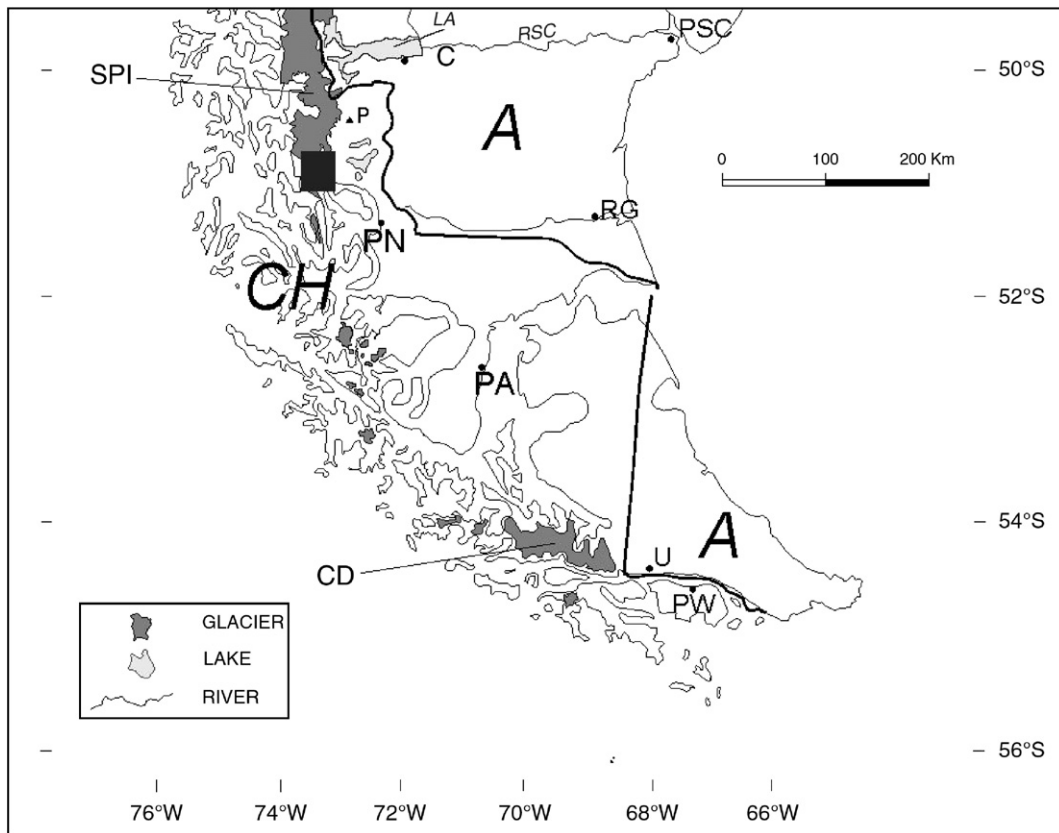 LA
RSC
PSC
C
50°S
SPI
P
A
0 100 200 Km
RG
PN
CH
52°S
PA
54°S
A
U
CD
PW
GLACIER
LAKE
RIVER
56°S
76°W 74°W 72°W 70°W 68°W 66°W